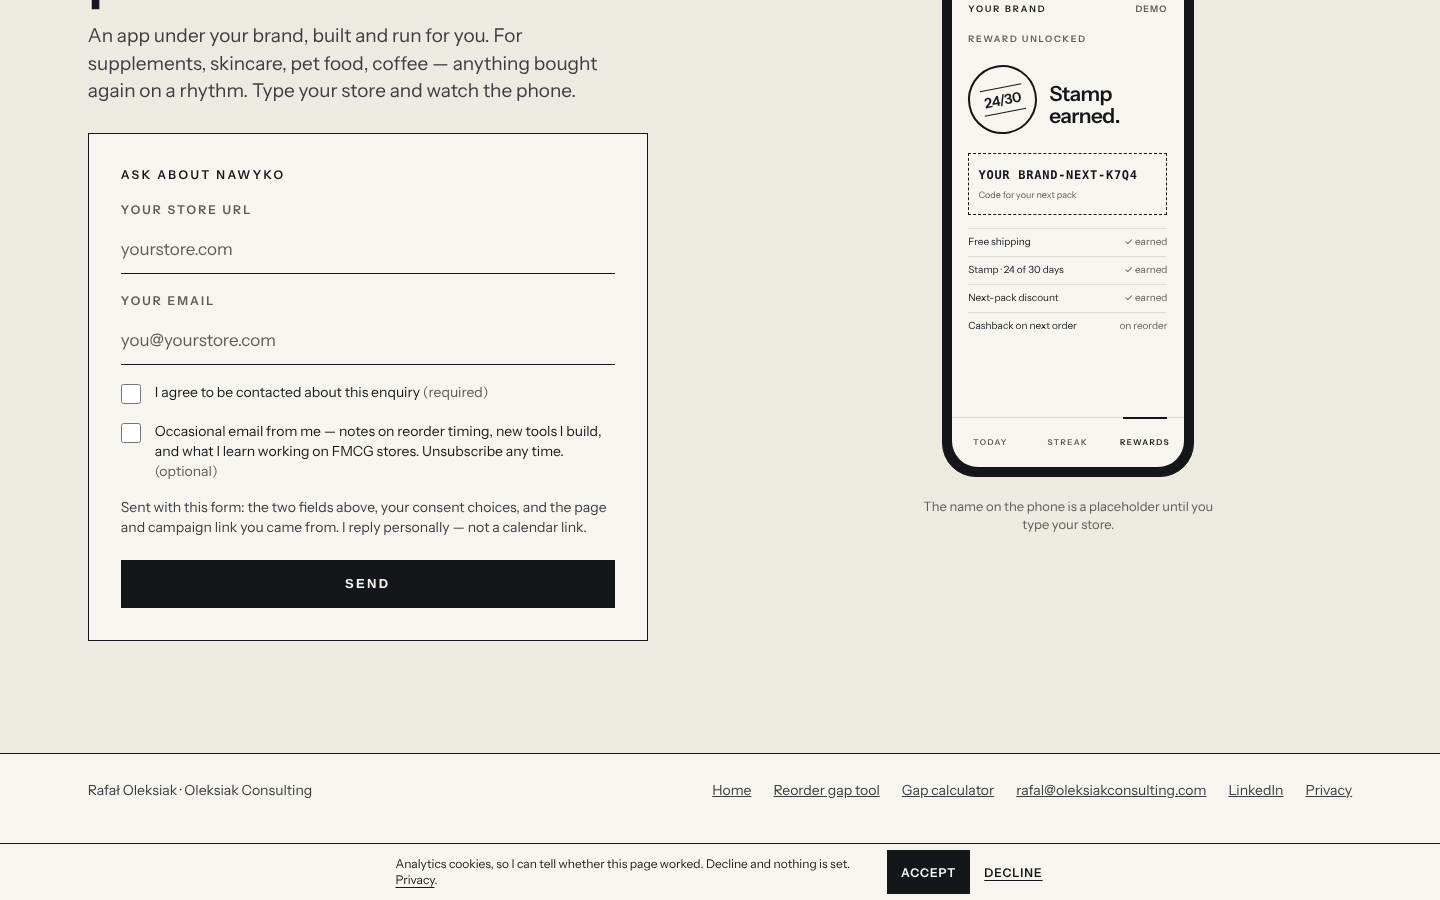 An app under your brand, built and run for you. For
supplements, skincare, pet food, coffee — anything bought
again on a rhythm. Type your store and watch the phone.
ASK ABOUT NAWYKO
YOUR STORE URL
yourstore.com
YOUR EMAIL
you@yourstore.com
I agree to be contacted about this enquiry (required)
Occasional email from me — notes on reorder timing, new tools I build,
and what I learn working on FMCG stores. Unsubscribe any time.
(optional)
Sent with this form: the two fields above, your consent choices, and the page
and campaign link you came from. I reply personally — not a calendar link.
SEND
YOUR BRAND DEMO
REWARD UNLOCKED
24/30
Stamp
earned.
YOUR BRAND-NEXT-K7Q4
Code for your next pack
Free shipping ✓ earned
Stamp · 24 of 30 days ✓ earned
Next-pack discount ✓ earned
Cashback on next order on reorder
TODAY STREAK REWARDS
The name on the phone is a placeholder until you
type your store.
Rafał Oleksiak · Oleksiak Consulting
Home Reorder gap tool Gap calculator rafal@oleksiakconsulting.com LinkedIn Privacy
Analytics cookies, so I can tell whether this page worked. Decline and nothing is set.
Privacy.
ACCEPT DECLINE